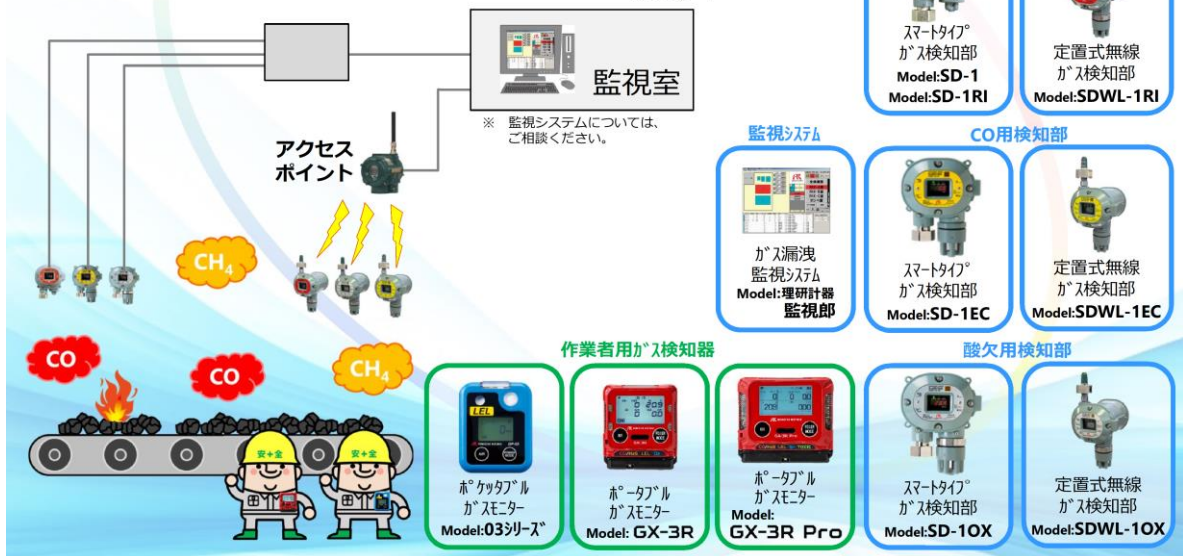 監視室
※ 監視システムについては、
ご相談ください。
アクセス
ポイント
CH4
CO
CO
CH4
安+全
安+全
スマートタイプ
ガス検知部
Model:SD-1
Model:SD-1RI
定置式無線
ガス検知部
Model:SDWL-1RI
監視システム
ガス漏洩
監視システム
Model:理研計器
監視郎
CO用検知部
スマートタイプ
ガス検知部
Model:SD-1EC
定置式無線
ガス検知部
Model:SDWL-1EC
作業者用ガス検知器
LEL
ポケッタブル
ガスモニター
Model:03シリーズ
ポータブル
ガスモニター
Model: GX-3R
GX-3R Pro
ポータブル
ガスモニター
Model:
GX-3R Pro
酸欠用検知部
スマートタイプ
ガス検知部
Model:SD-1OX
定置式無線
ガス検知部
Model:SDWL-1OX